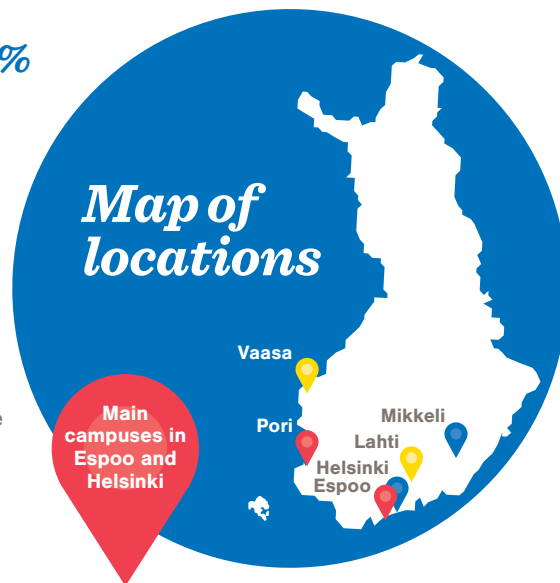 %
Map of
locations
Vaasa
Pori
Mikkeli
Lahti
Helsinki
Espoo
Main
campuses in
Espoo and
Helsinki
e